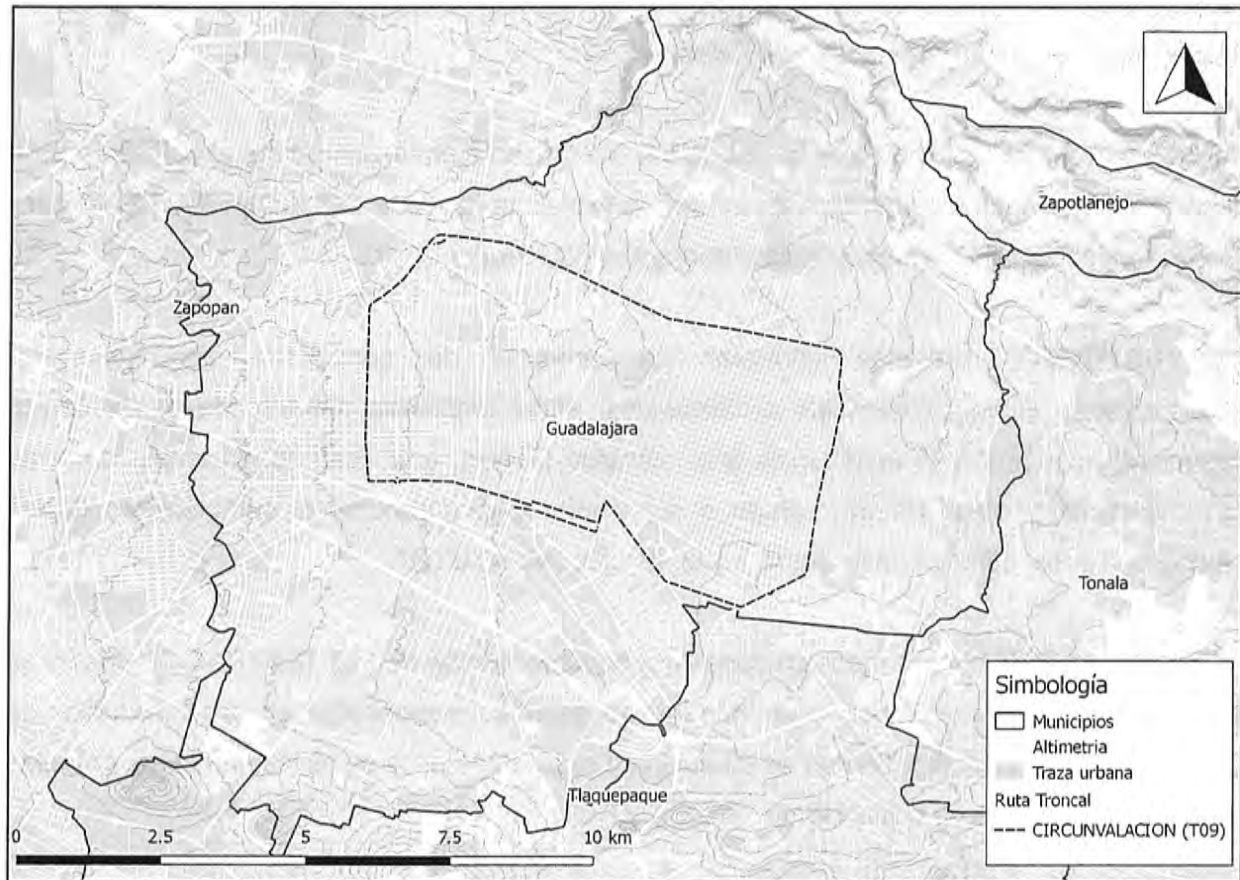 Zapotlanejo
Zapopan
Guadalajara
Tonala
Tlaquepaque
0 2.5 5 7.5 10 km
Simbología
Municipios
Altimetria
Traza urbana
Ruta Troncal
CIRCUNVALACION (T09)